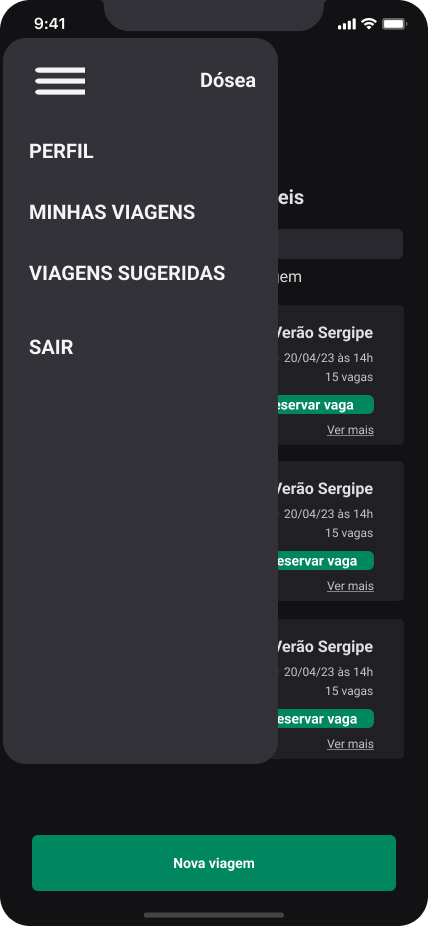 9:41
Dósea
PERFIL
MINHAS VIAGENS
VIAGENS SUGERIDAS
SAIR
Verão Sergipe
20/04/23 às 14h
15 vagas
eservar vaga
Ver mais
Verão Sergipe
20/04/23 às 14h
15 vagas
eservar vaga
Ver mais
Verão Sergipe
20/04/23 às 14h
15 vagas
eservar vaga
Ver mais
Nova viagem